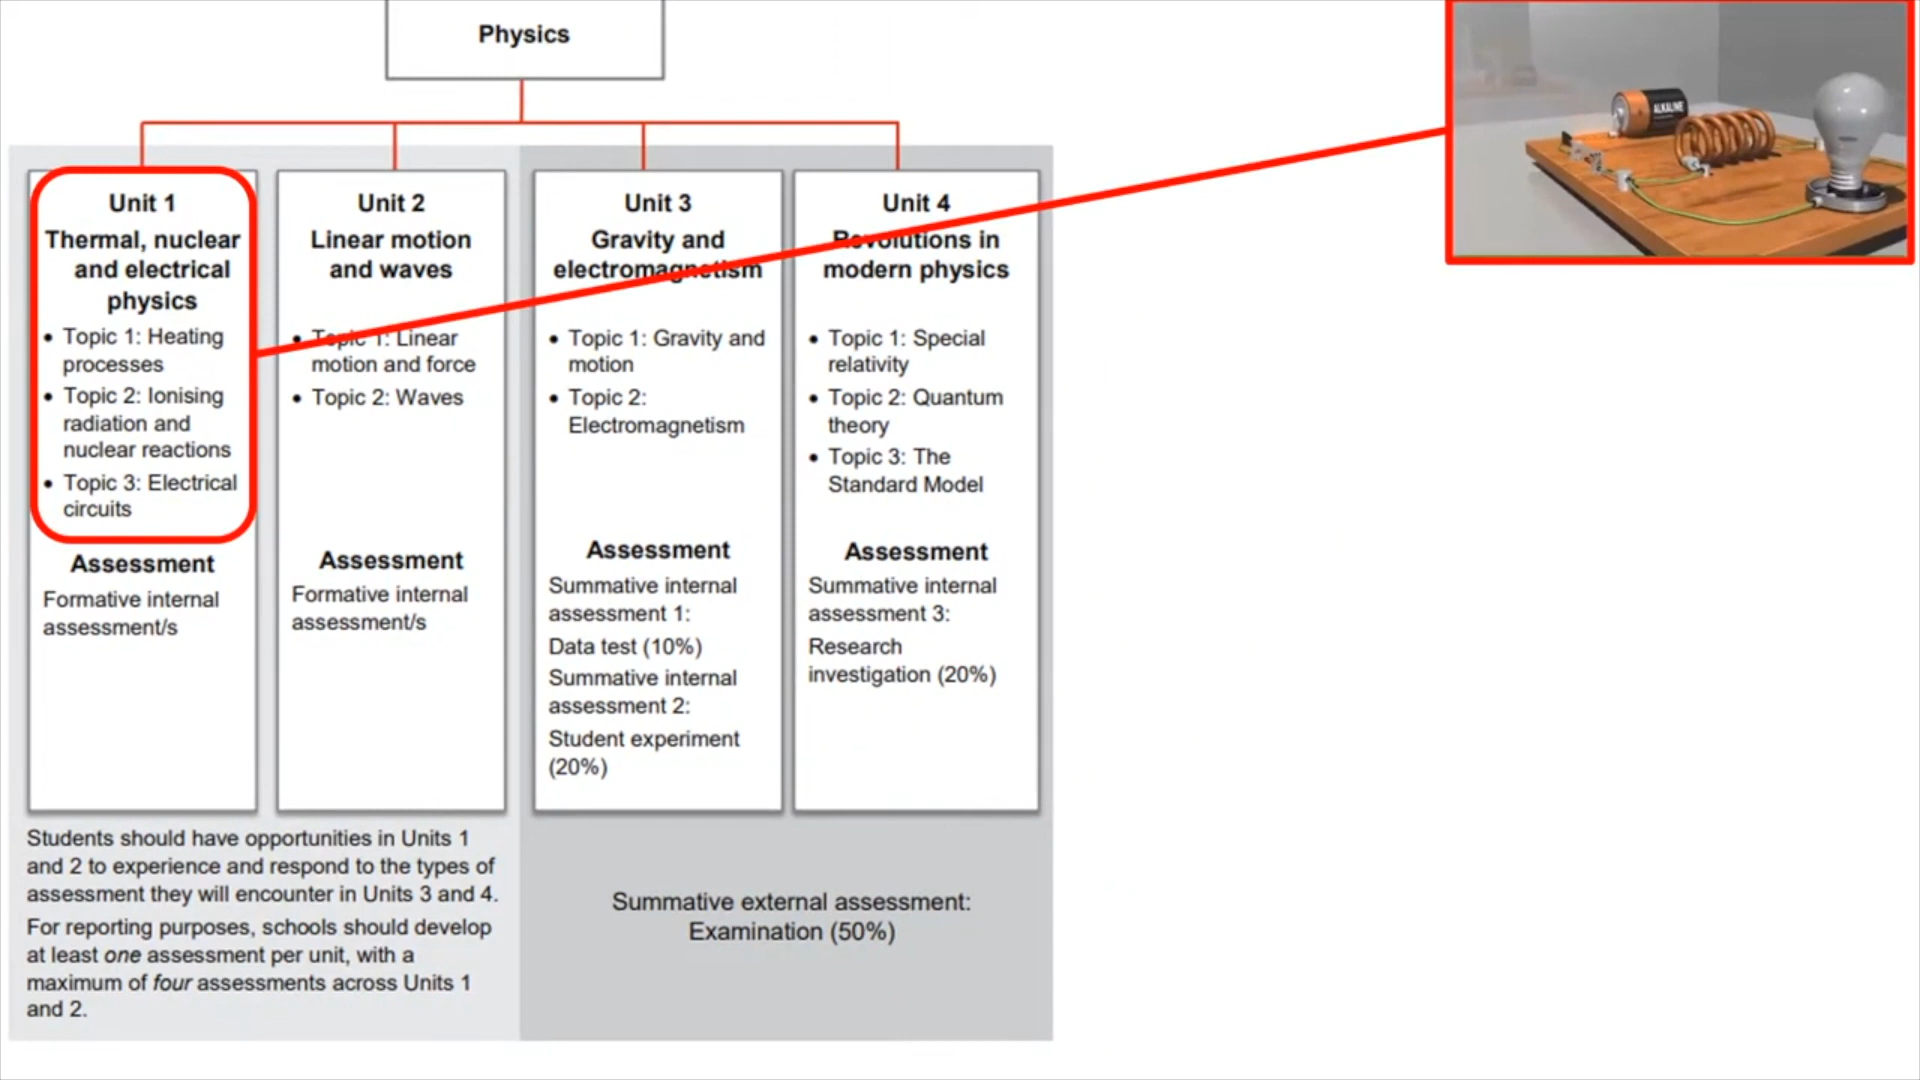 Physics
Unit 1
Thermal, nuclear
and electrical
physics
• Topic 1: Heating
processes
• Topic 2: Ionising
radiation and
nuclear reactions
• Topic 3: Electrical
circuits
Assessment
Formative internal
assessment/s
Unit 2
Linear motion
and waves
• Topic 1: Linear
motion and force
• Topic 2: Waves
Assessment
Formative internal
assessment/s
Unit 3
Gravity and
electromagnetism
• Topic 1: Gravity and
motion
• Topic 2:
Electromagnetism
Assessment
Summative internal
assessment 1:
Data test (10%)
Summative internal
assessment 2:
Student experiment
(20%)
Unit 4
Revolutions in
modern physics
• Topic 1: Special
relativity
• Topic 2: Quantum
theory
• Topic 3: The
Standard Model
Assessment
Summative internal
assessment 3:
Research
investigation (20%)
Students should have opportunities in Units 1
and 2 to experience and respond to the types of
assessment they will encounter in Units 3 and 4.
For reporting purposes, schools should develop
at least one assessment per unit, with a
maximum of four assessments across Units 1
and 2.
Summative external assessment:
Examination (50%)
ALKALINE